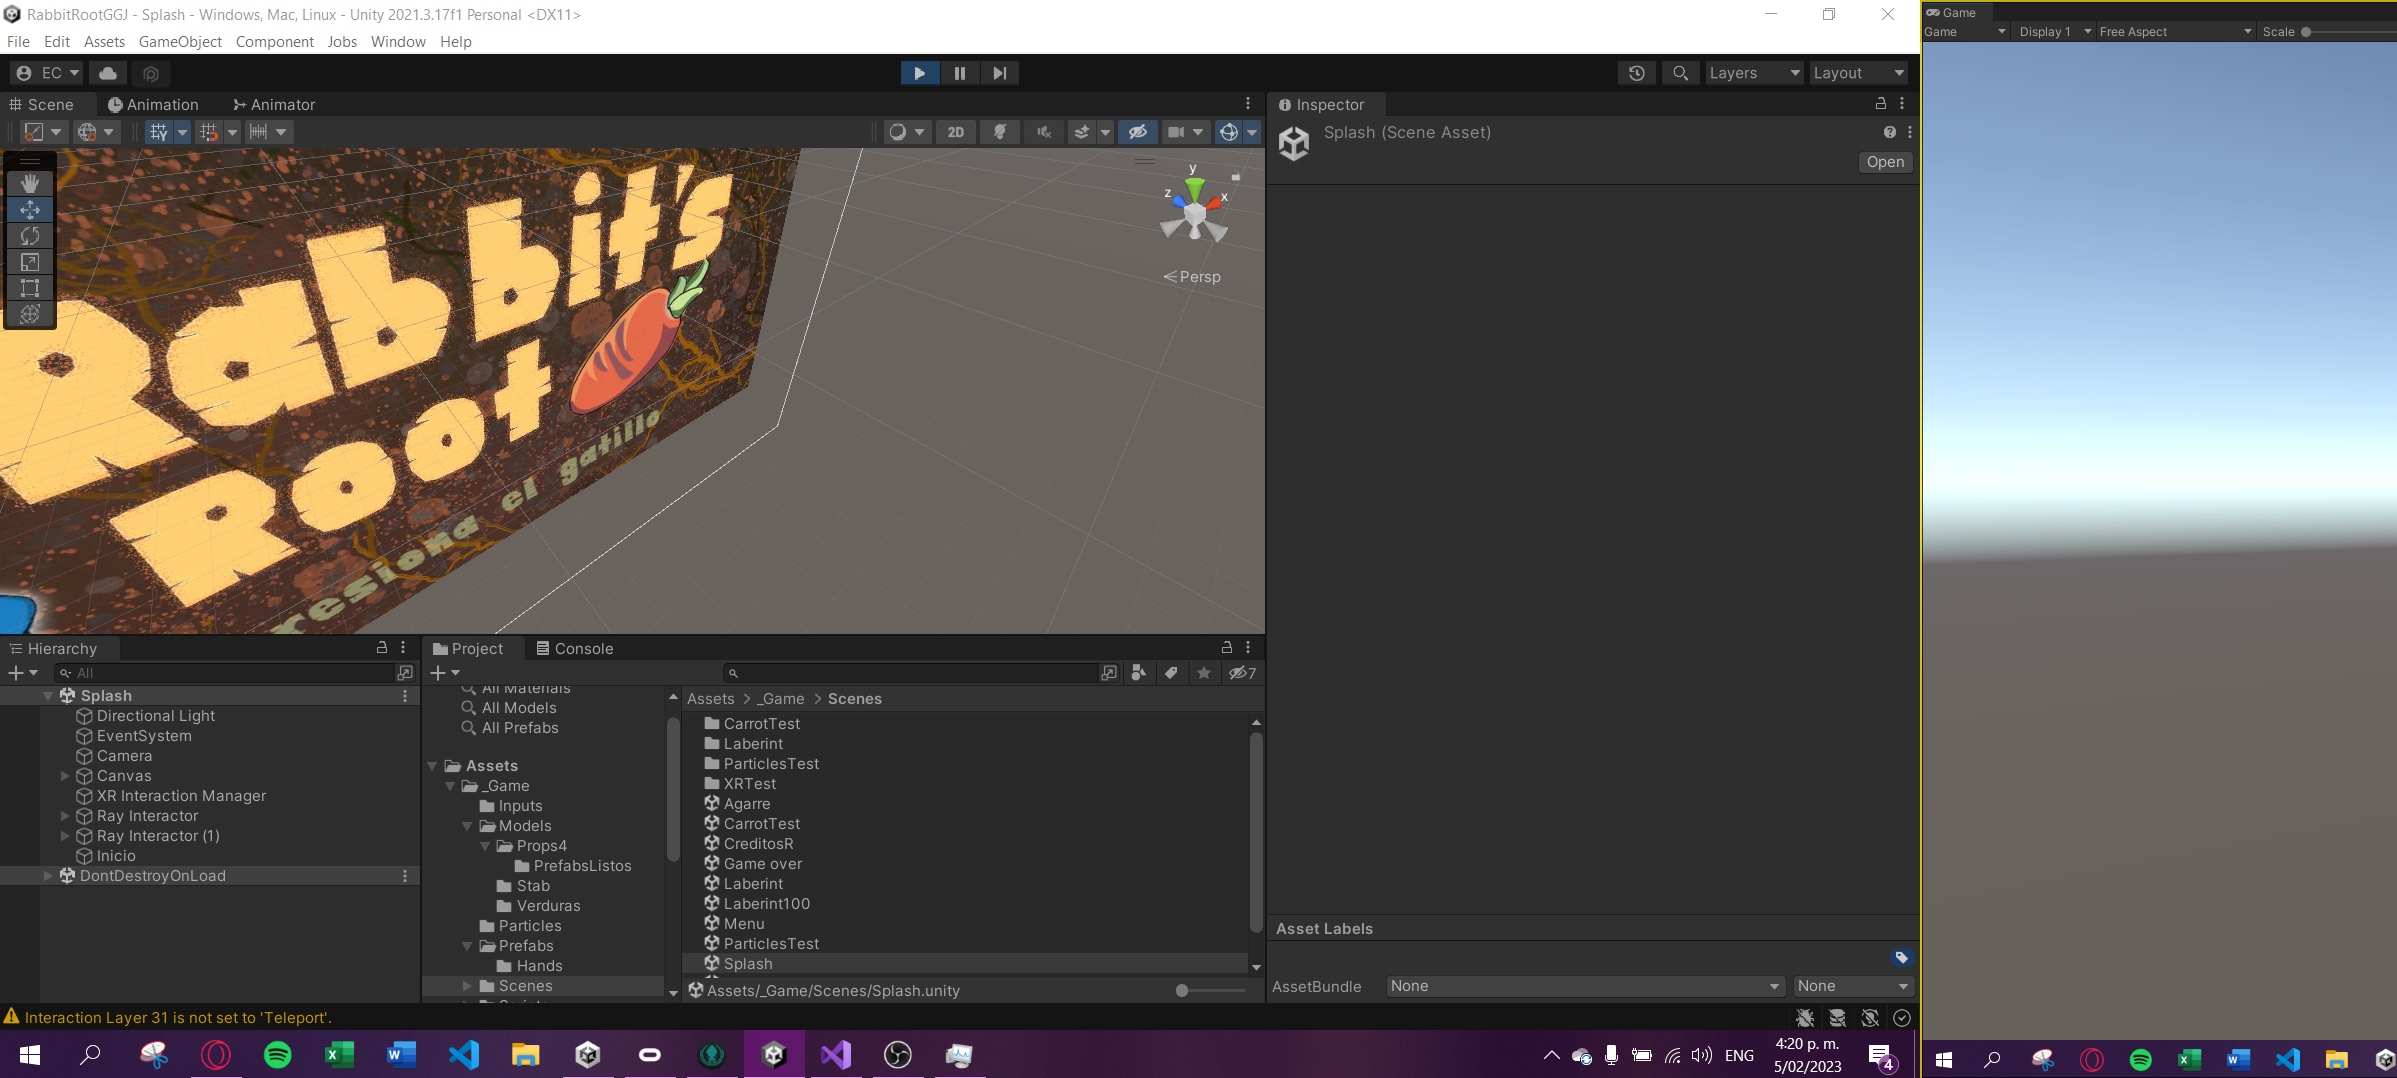 RabbitRootGGJ - Splash - Windows, Mac, Linux - Unity 2021.3.17f1 Personal <DX11>
File Edit Assets GameObject Component Jobs Window Help
EC
Layers
Layout
Scene
Animation
Animator
2D
y
z
x
Persp
Rabbit's
Root
resiona el gatillo
Inspector
Splash (Scene Asset)
Open
Asset Labels
AssetBundle
None
None
Game
Game
Display 1
Free Aspect
Scale
Hierarchy
All
Splash
Directional Light
EventSystem
Camera
Canvas
XR Interaction Manager
Ray Interactor
Ray Interactor (1)
Inicio
DontDestroyOnLoad
Project
Console
7
All Materials
All Models
All Prefabs
Assets
_Game
Inputs
Models
Props4
PrefabsListos
Stab
Verduras
Particles
Prefabs
Hands
Scenes
Assets > _Game > Scenes
CarrotTest
Laberint
ParticlesTest
XRTest
Agarre
CarrotTest
CreditosR
Game over
Laberint
Laberint100
Menu
ParticlesTest
Splash
Assets/_Game/Scenes/Splash.unity
Interaction Layer 31 is not set to 'Teleport'.
ENG
4:20 p. m.
5/02/2023
4